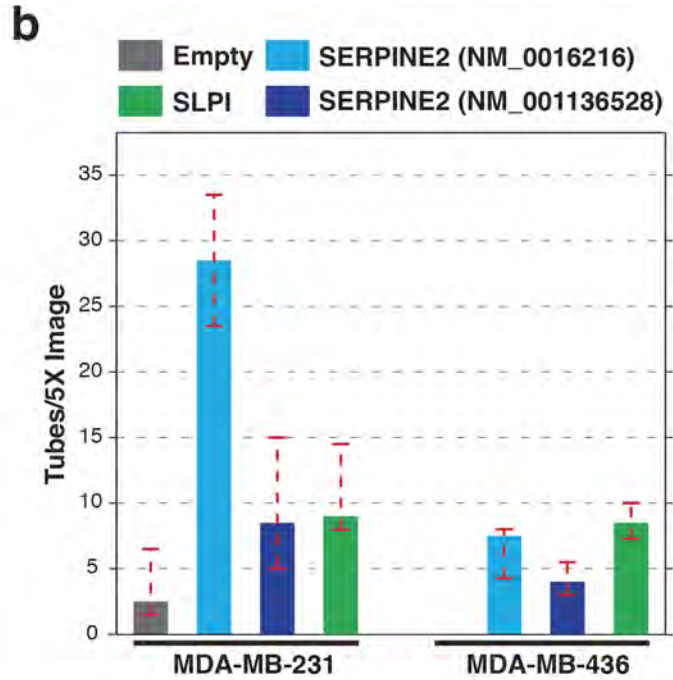 b
Empty SERPINE2 (NM_0016216)
SLPI SERPINE2 (NM_001136528)
Tubes/5X Image
35
30
25
20
15
10
5
0
MDA-MB-231 MDA-MB-436